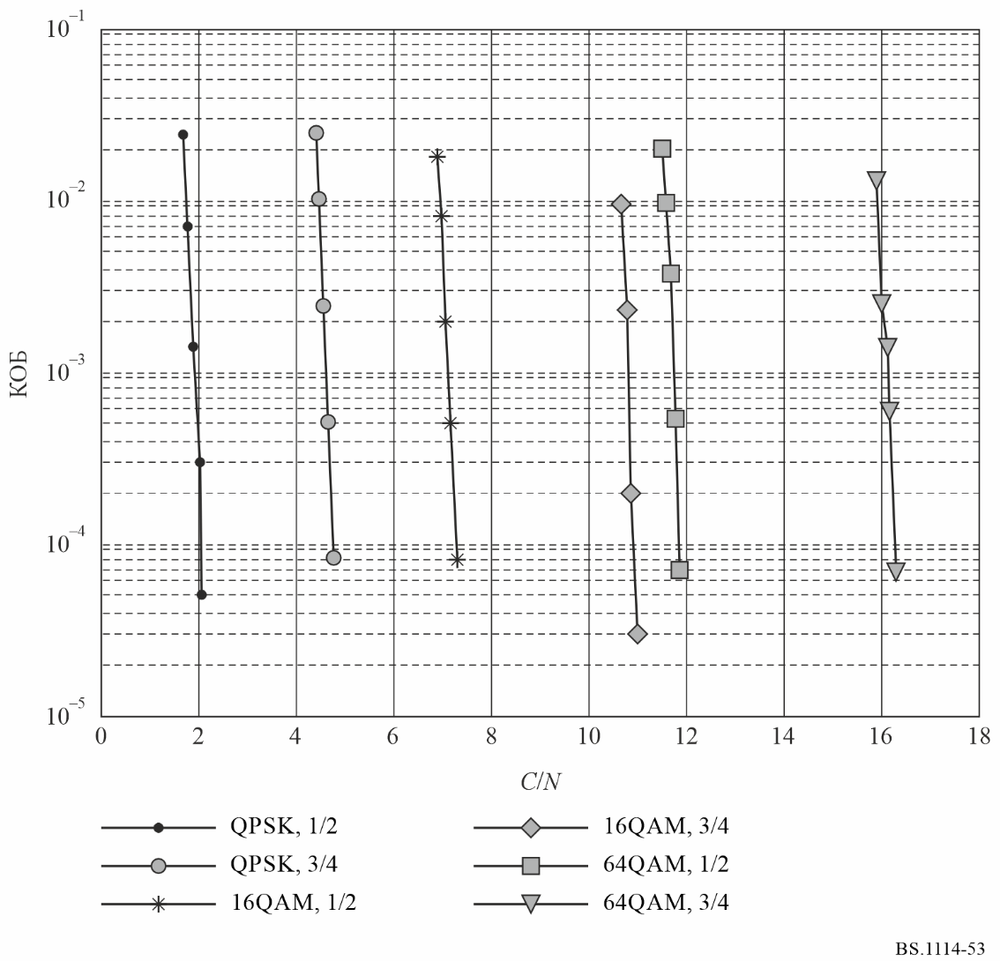 10⁻¹
10⁻²
10⁻³
10⁻⁴
10⁻⁵
КОБ
0 2 4 6 8 10 12 14 16 18
C/N
QPSK, 1/2 16QAM, 3/4
QPSK, 3/4 64QAM, 1/2
16QAM, 1/2 64QAM, 3/4
BS.1114-53